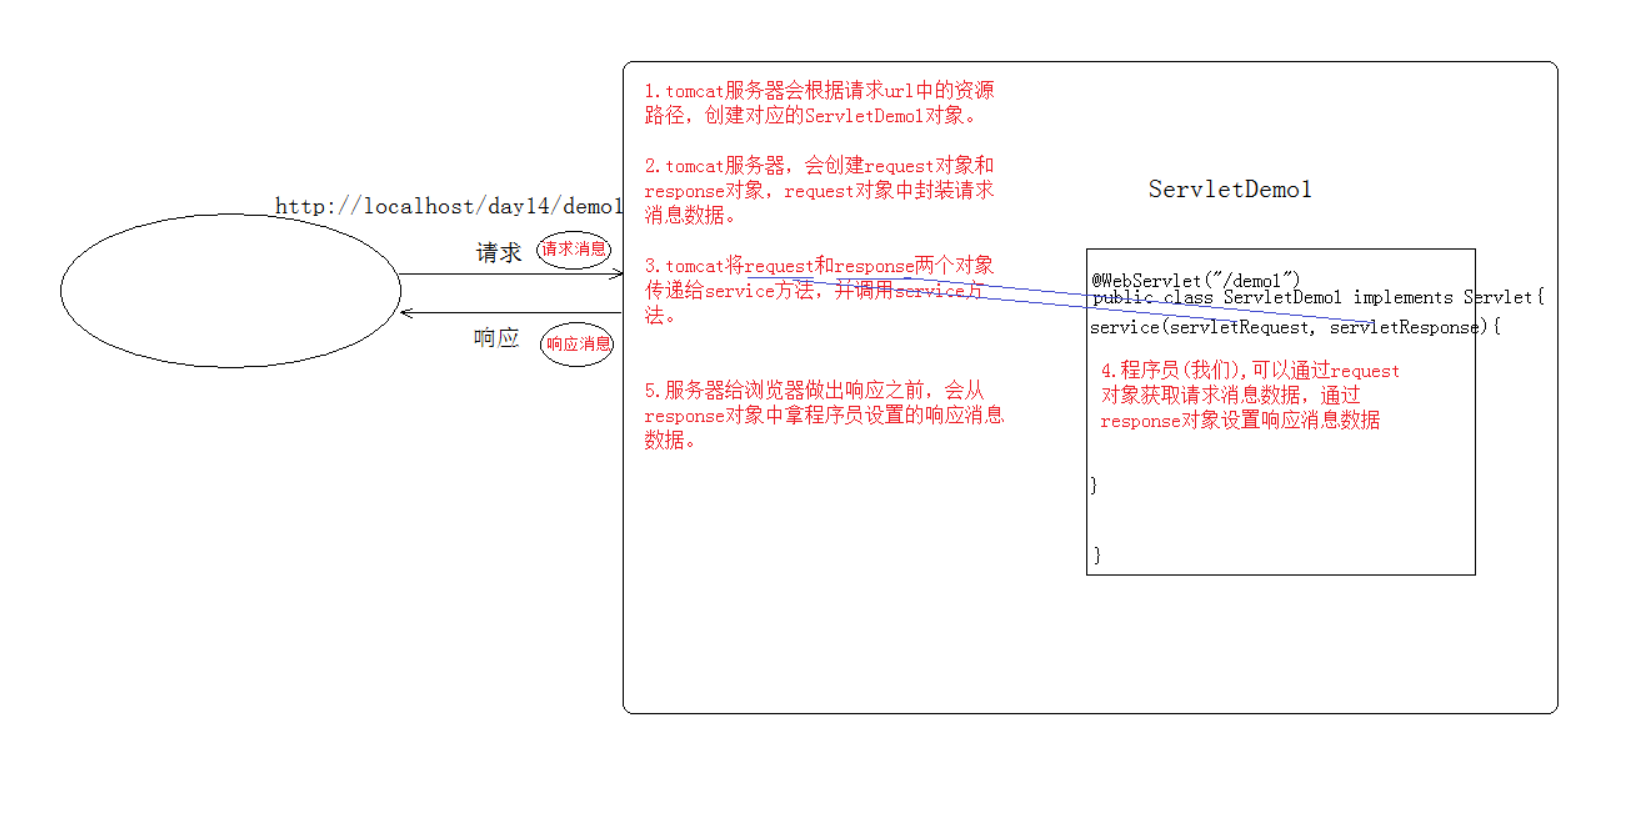 1.tomcat服务器会根据请求url中的资源
路径，创建对应的ServletDemo1对象。
2.tomcat服务器，会创建request对象和
response对象，request对象中封装请求
消息数据。
ServletDemo1
http://localhost/day14/demo1
请求
请求消息
3.tomcat将request和response两个对象
传递给service方法，并调用service方
法。
@WebServlet("/demo1")
public class ServletDemo1 implements Servlet{
service(servletRequest, servletResponse){
响应
响应消息
4.程序员(我们),可以通过request
对象获取请求消息数据，通过
response对象设置响应消息数据
5.服务器给浏览器做出响应之前，会从
response对象中拿程序员设置的响应消息
数据。
}
}